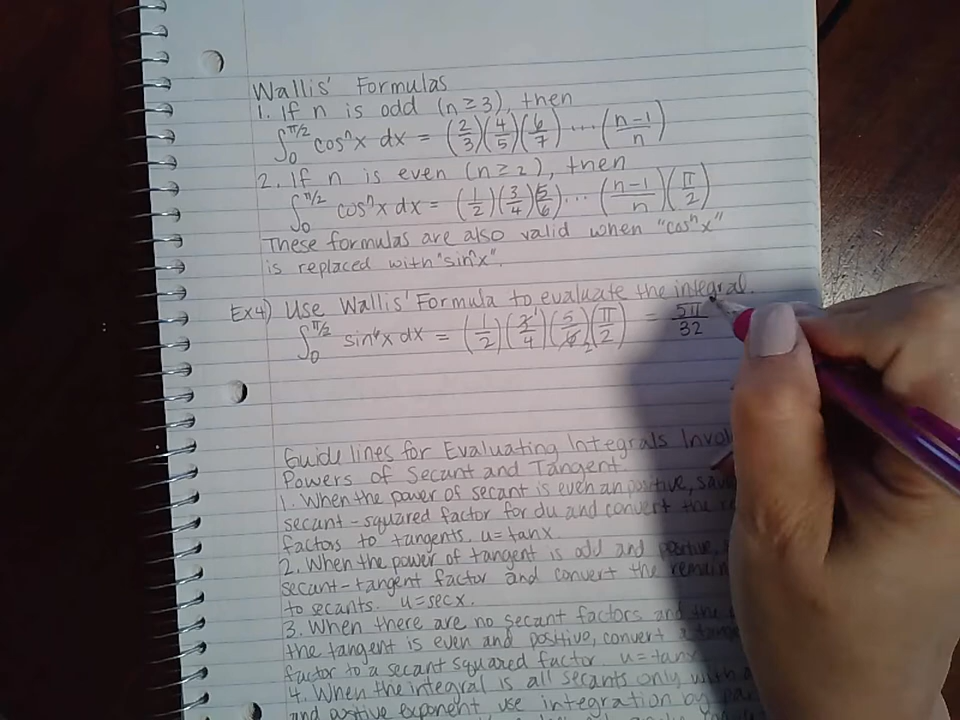 Wallis' Formulas
1. If n is odd (n ≥ 3), then
∫₀^(π/2) cosⁿx dx = (2/3)(4/5)(6/7) ... ((n-1)/n)
2. If n is even (n ≥ 2), then
∫₀^(π/2) cosⁿx dx = (1/2)(3/4)(5/6) ... ((n-1)/n)(π/2)
These formulas are also valid when "cosⁿx"
is replaced with "sinⁿx".
Ex4) Use Wallis' Formula to evaluate the integral.
∫₀^(π/2) sin⁶x dx = (1/2)(3/4)(5/6)(π/2) = 5π/32
Guidelines for Evaluating Integrals
Powers of Secant and Tangent.
1. When the power of secant is even an positive,
secant-squared factor for du and convert the
factors to tangents. u=tanx
2. When the power of tangent is odd and positive,
secant-tangent factor and convert the
to secants. u=secx.
3. When there are no secant factors and the
the tangent is even and positive, convert a
factor to a secant squared factor u=tanx
4. When the integral is all secants only with
and postive exponent use integration by